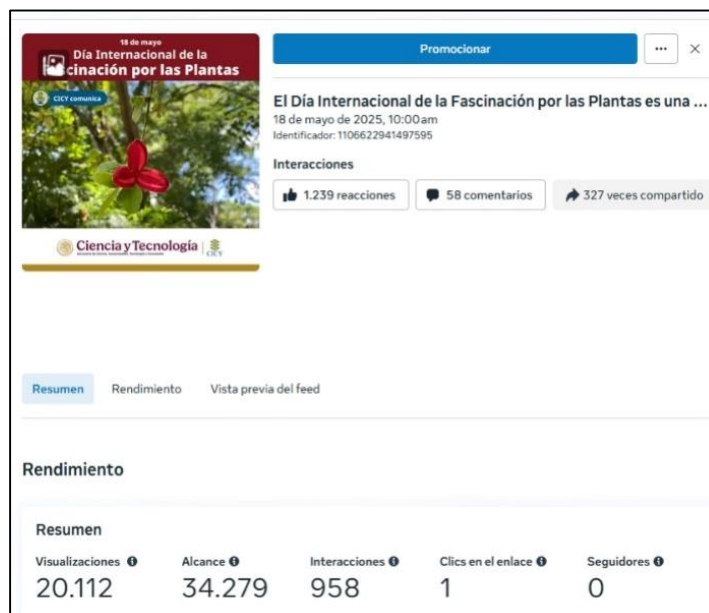 18 de mayo
Día Internacional de la
cinación por las Plantas
CICY comunica
Ciencia y Tecnología
CICY
Promocionar
El Día Internacional de la Fascinación por las Plantas es una ...
18 de mayo de 2025, 10:00am
Identificador: 1106622941497595
Interacciones
1.239 reacciones
58 comentarios
327 veces compartido
Resumen
Rendimiento
Vista previa del feed
Rendimiento
Resumen
Visualizaciones
Alcance
Interacciones
Clics en el enlace
Seguidores
20.112
34.279
958
1
0